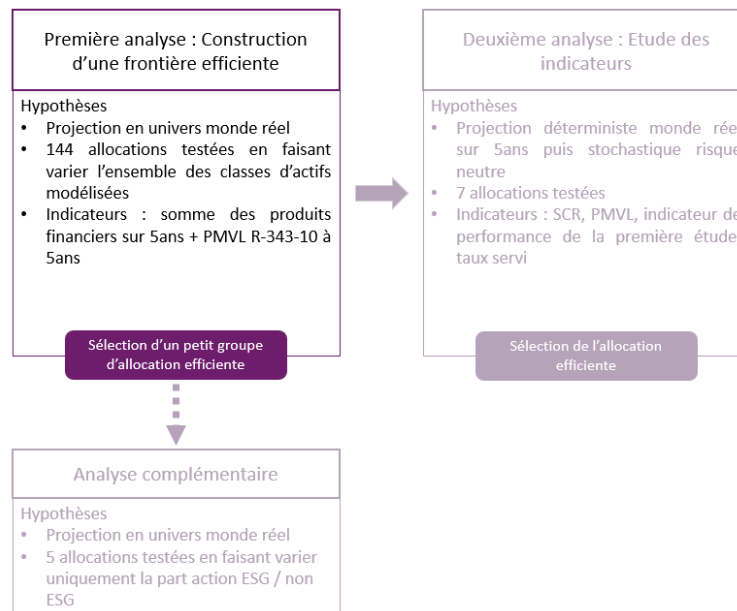 Première analyse : Construction
d'une frontière efficiente
Hypothèses
• Projection en univers monde réel
• 144 allocations testées en faisant
varier l'ensemble des classes d'actifs
modélisées
• Indicateurs : somme des produits
financiers sur 5ans + PMVL R-343-10 à
5ans
Sélection d'un petit groupe
d'allocation efficiente
Deuxième analyse : Etude des
indicateurs
Hypothèses
• Projection déterministe monde rée
sur 5ans puis stochastique risque
neutre
• 7 allocations testées
• Indicateurs : SCR, PMVL, indicateur de
performance de la première étude
taux servi
Sélection de l'allocation
efficiente
Analyse complémentaire
Hypothèses
• Projection en univers monde réel
• 5 allocations testées en faisant varier
uniquement la part action ESG / non
ESG